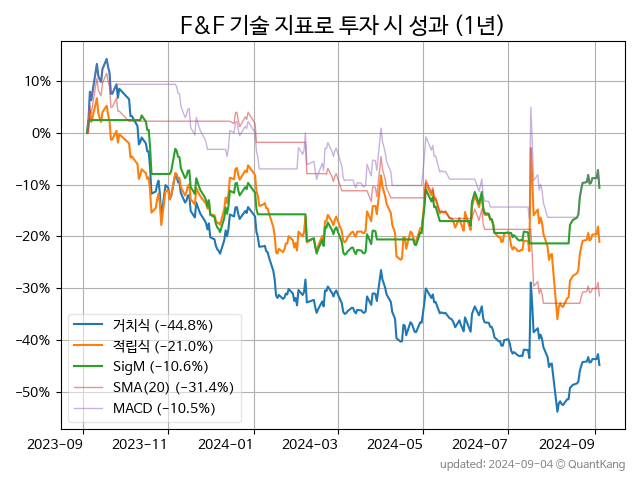 F&F 기술 지표로 투자 시 성과 (1년)
10%
0%
−10%
−20%
−30%
−40%
−50%
거치식 (−44.8%)
적립식 (−21.0%)
SigM (−10.6%)
SMA(20) (−31.4%)
MACD (−10.5%)
2023-09 2023-11 2024-01 2024-03 2024-05 2024-07 2024-09
updated: 2024-09-04 © QuantKang